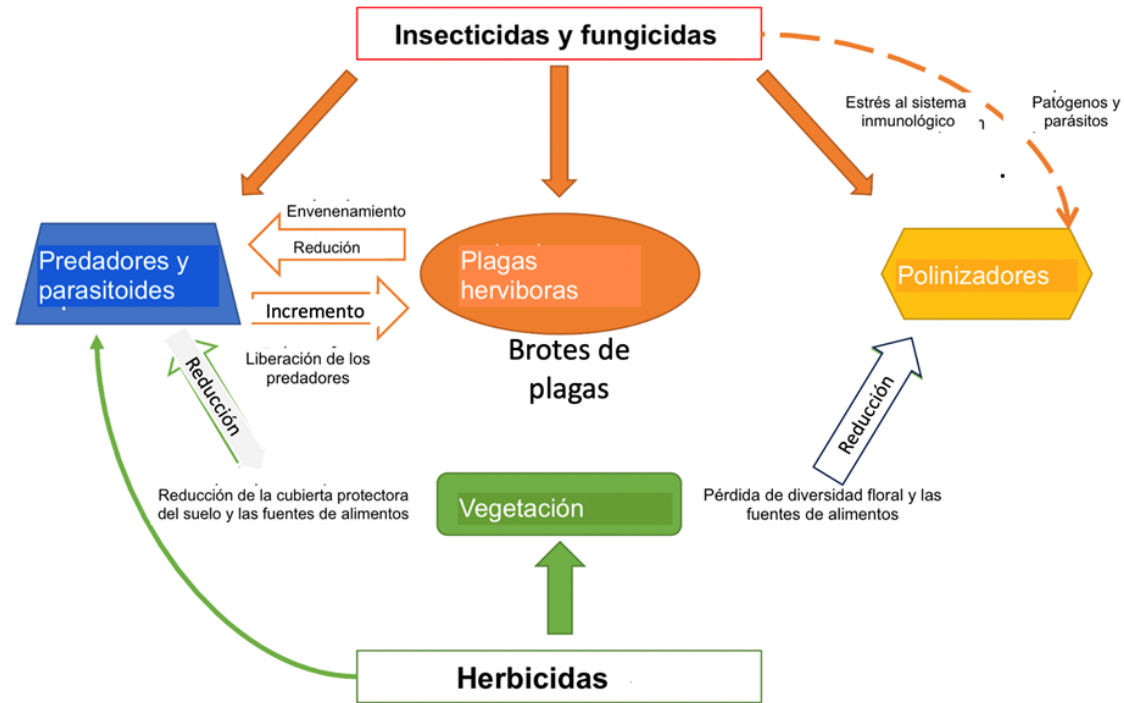 Insecticidas y fungicidas
Estrés al sistema
inmunológico
Patógenos y
parásitos
Envenenamiento
Redución
Predadores y
parasitoides
Plagas
herviboras
Polinizadores
Incremento
Liberación de los
predadores
Brotes de
plagas
Reducción
Reducción
Reducción de la cubierta protectora
del suelo y las fuentes de alimentos
Vegetación
Pérdida de diversidad floral y las
fuentes de alimentos
Herbicidas